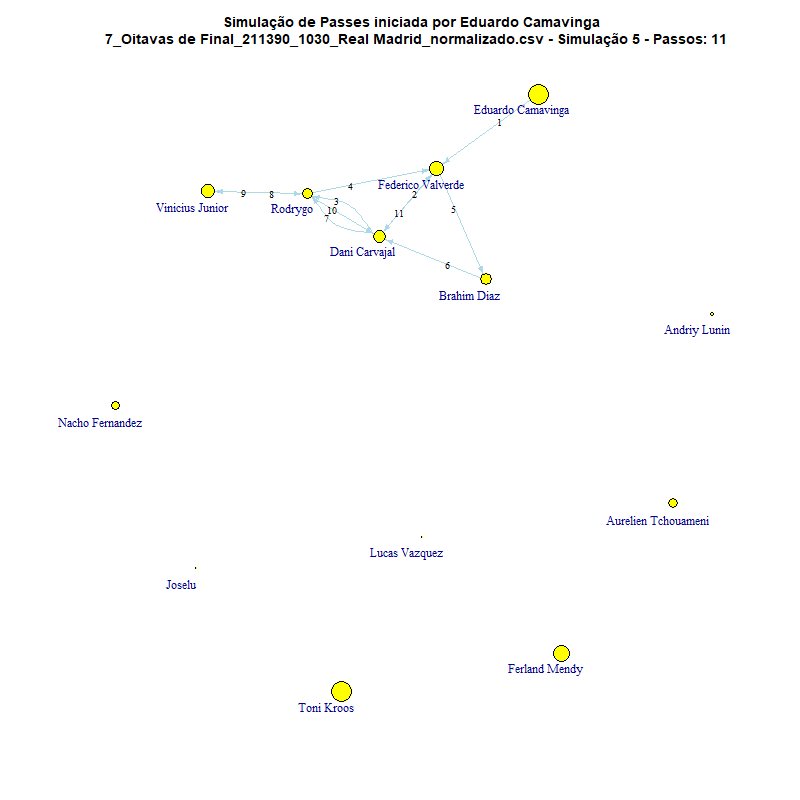 Simulação de Passes iniciada por Eduardo Camavinga
7_Oitavas de Final_211390_1030_Real Madrid_normalizado.csv - Simulação 5 - Passos: 11
Eduardo Camavinga
1
Federico Valverde
4
9
8
2
Vinicius Junior
Rodrygo
3
10
11
5
7
Dani Carvajal
6
Brahim Diaz
Andriy Lunin
Nacho Fernandez
Aurelien Tchouameni
Lucas Vazquez
Joselu
Ferland Mendy
Toni Kroos